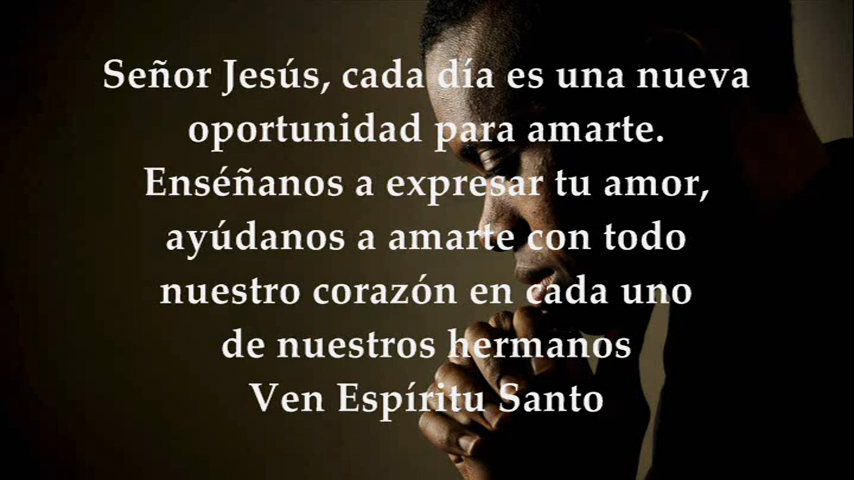 Señor Jesús, cada día es una nueva
oportunidad para amarte.
Enséñanos a expresar tu amor,
ayúdanos a amarte con todo
nuestro corazón en cada uno
de nuestros hermanos
Ven Espíritu Santo